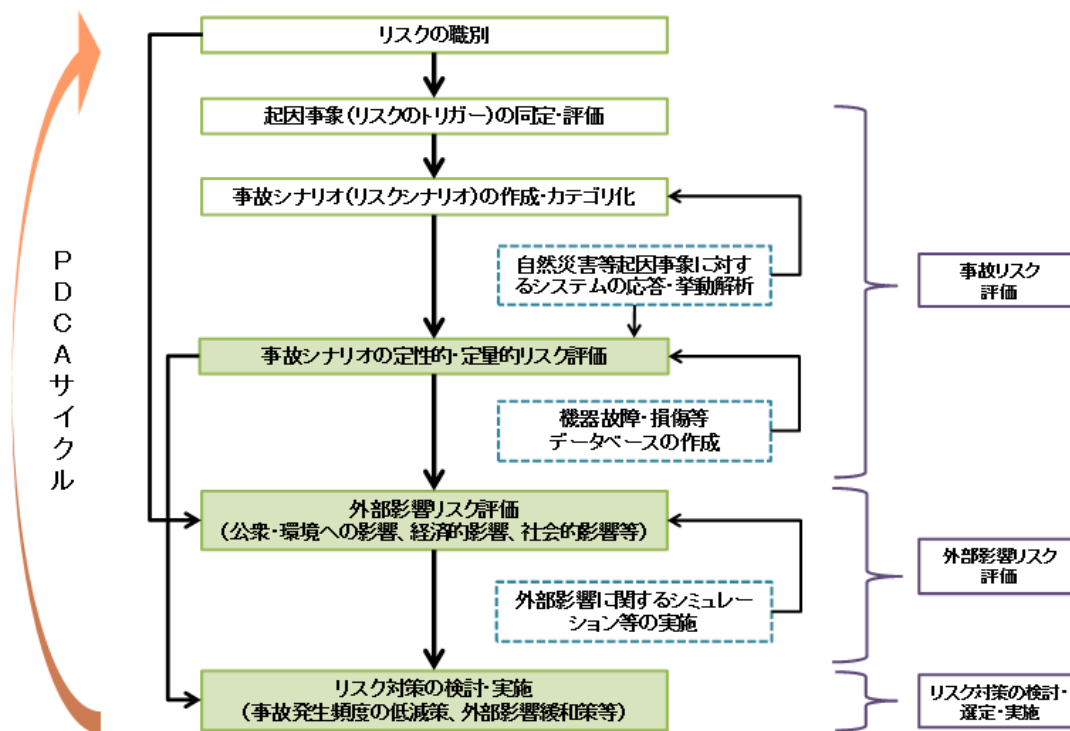 リスクの職別
起因事象(リスクのトリガー)の同定・評価
事故シナリオ(リスクシナリオ)の作成・カテゴリ化
自然災害等起因事象に対す
るシステムの応答・挙動解析
事故シナリオの定性的・定量的リスク評価
機器故障・損傷等
データベースの作成
外部影響リスク評価
(公衆・環境への影響、経済的影響、社会的影響等)
外部影響に関するシミュレー
ション等の実施
リスク対策の検討・実施
(事故発生頻度の低減策、外部影響緩和策等)
PDCAサイクル
事故リスク
評価
外部影響リスク
評価
リスク対策の検討・
選定・実施